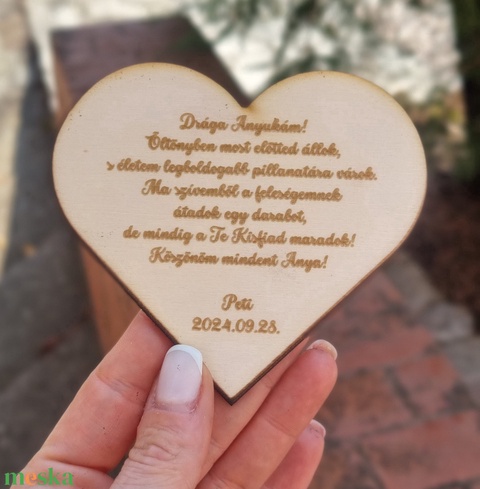 Drága Anyukám!
Öltönyben most előtted állok,
s életem legboldogabb pillanatára várok.
Ma szívemből a feleségemnek
átadok egy darabot,
de mindig a Te Kisfiad maradok!
Köszönöm mindent Anya!
Peti
2024.09.28.
meska